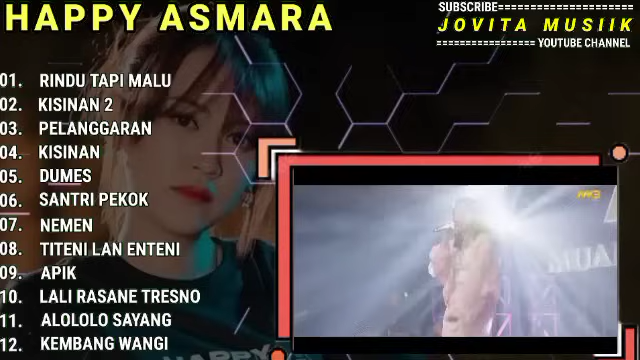 HAPPY ASMARA
SUBSCRIBE
JOVITA MUSIIK
YOUTUBE CHANNEL
01. RINDU TAPI MALU
02. KISINAN 2
03. PELANGGARAN
04. KISINAN
05. DUMES
06. SANTRI PEKOK
07. NEMEN
08. TITENI LAN ENTENI
09. APIK
10. LALI RASANE TRESNO
11. ALOLOLO SAYANG
12. KEMBANG WANGI
HAPPY